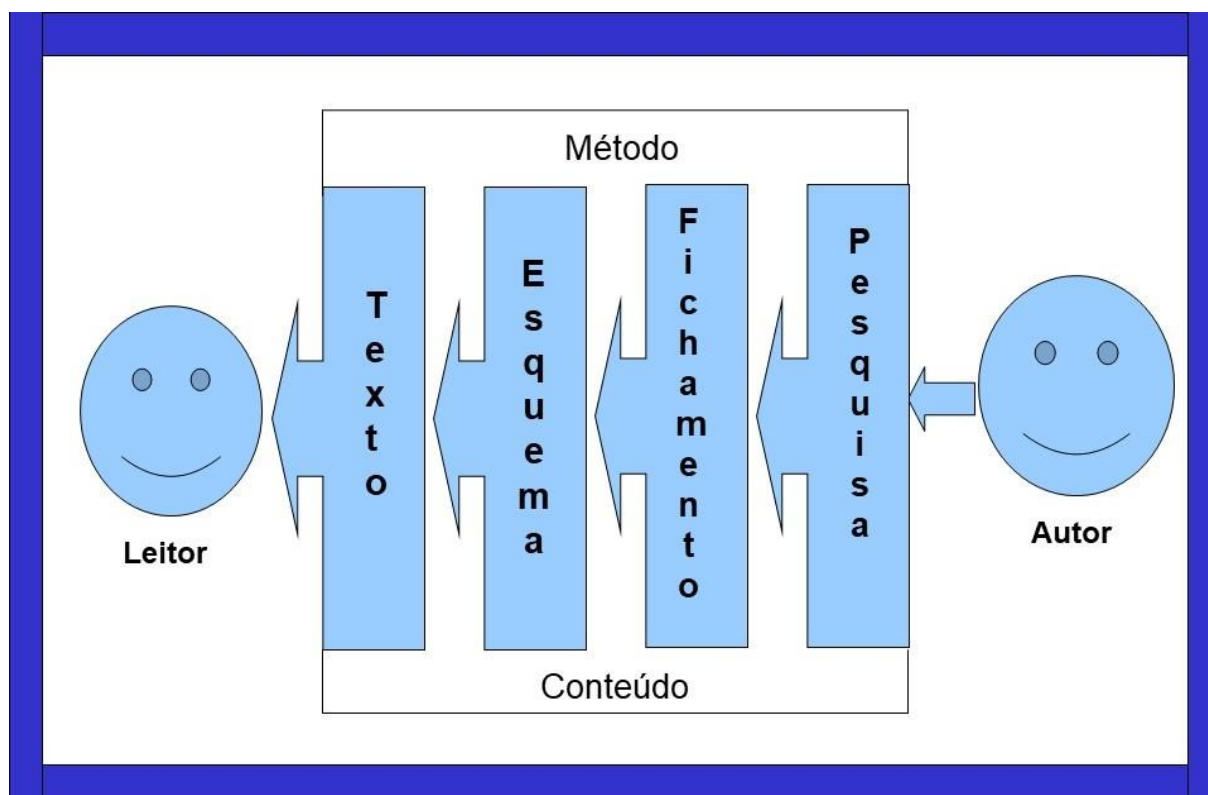 Método
Texto
Esquema
Fichamento
Pesquisa
Leitor
Autor
Conteúdo